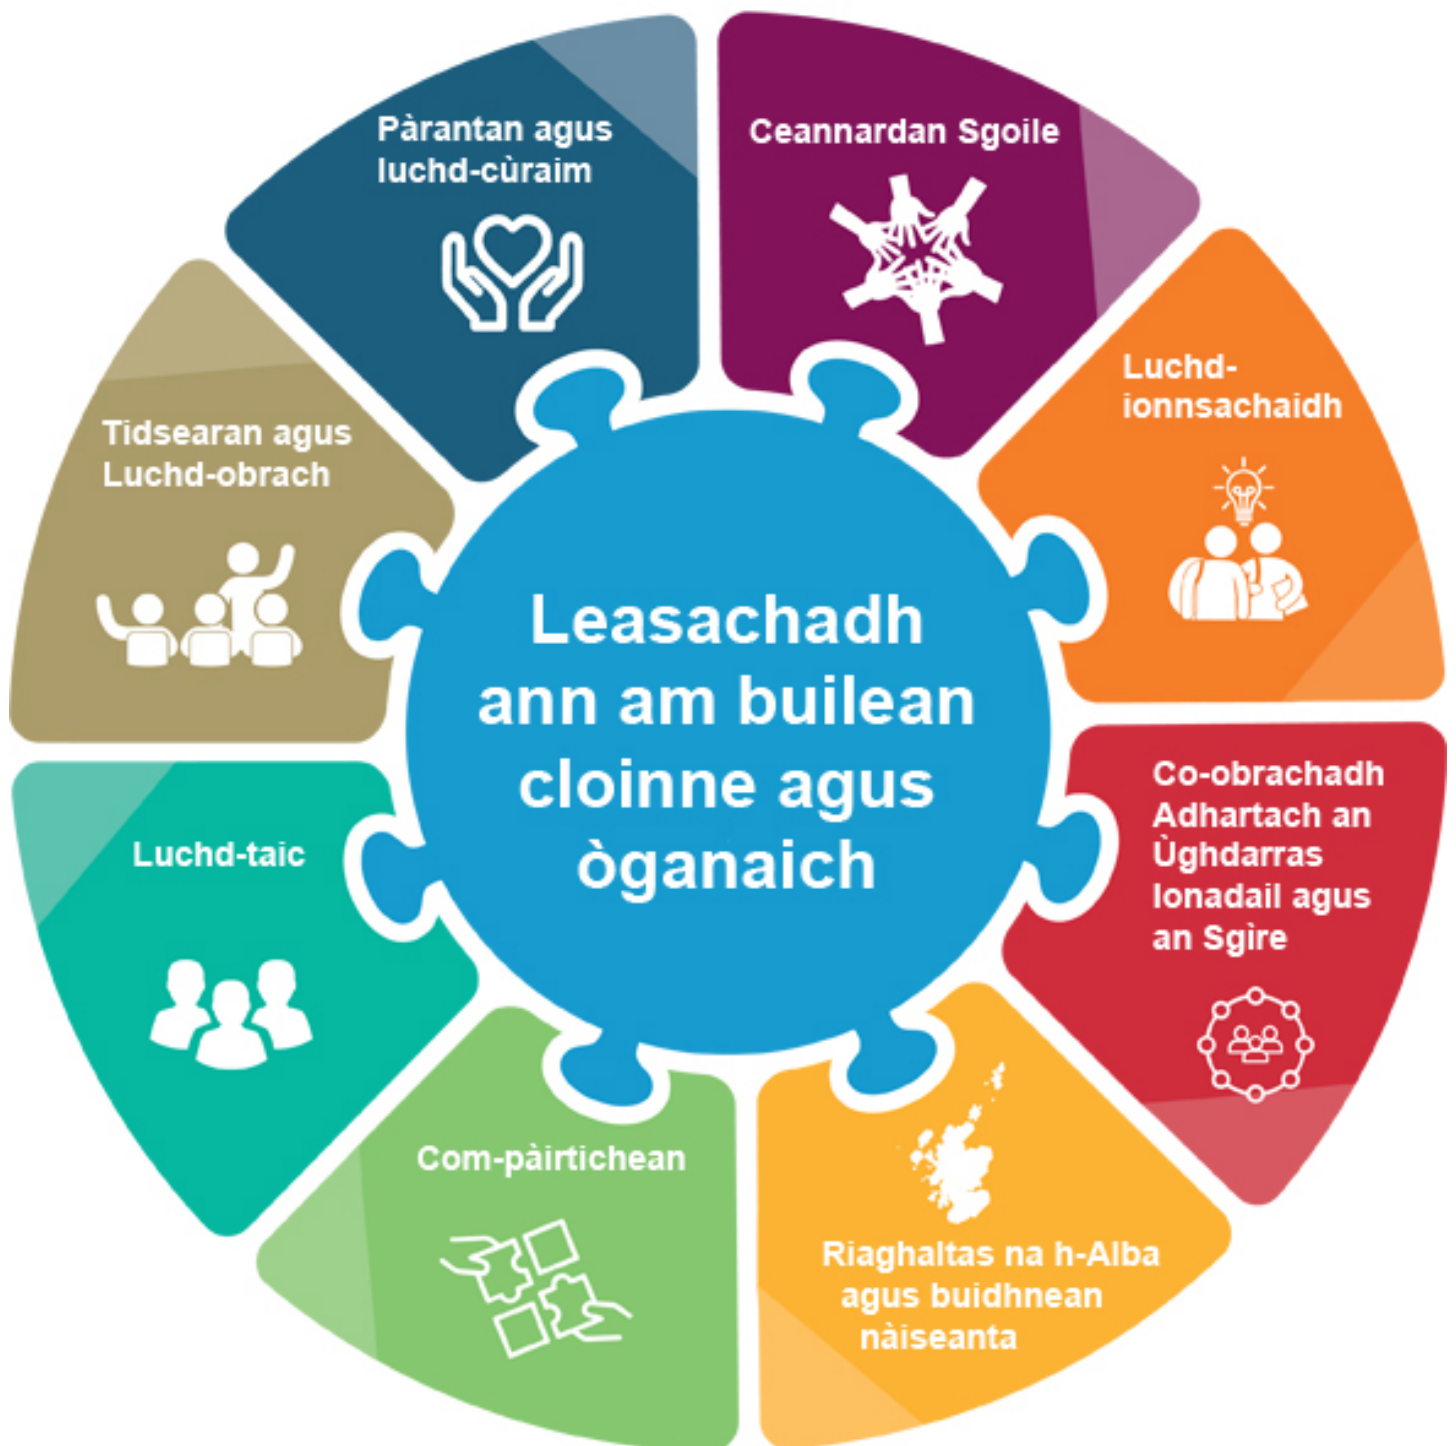 Pàrantan agus
luchd-cùraim
Ceannardan Sgoile
Luchd-
ionnsachaidh
Co-obrachadh
Adhartach an
Ùghdarras
Ionadail agus
an Sgìre
Riaghaltas na h-Alba
agus buidhnean
nàiseanta
Com-pàirtichean
Luchd-taic
Tidsearan agus
Luchd-obrach
Leasachadh
ann am builean
cloinne agus
òganaich